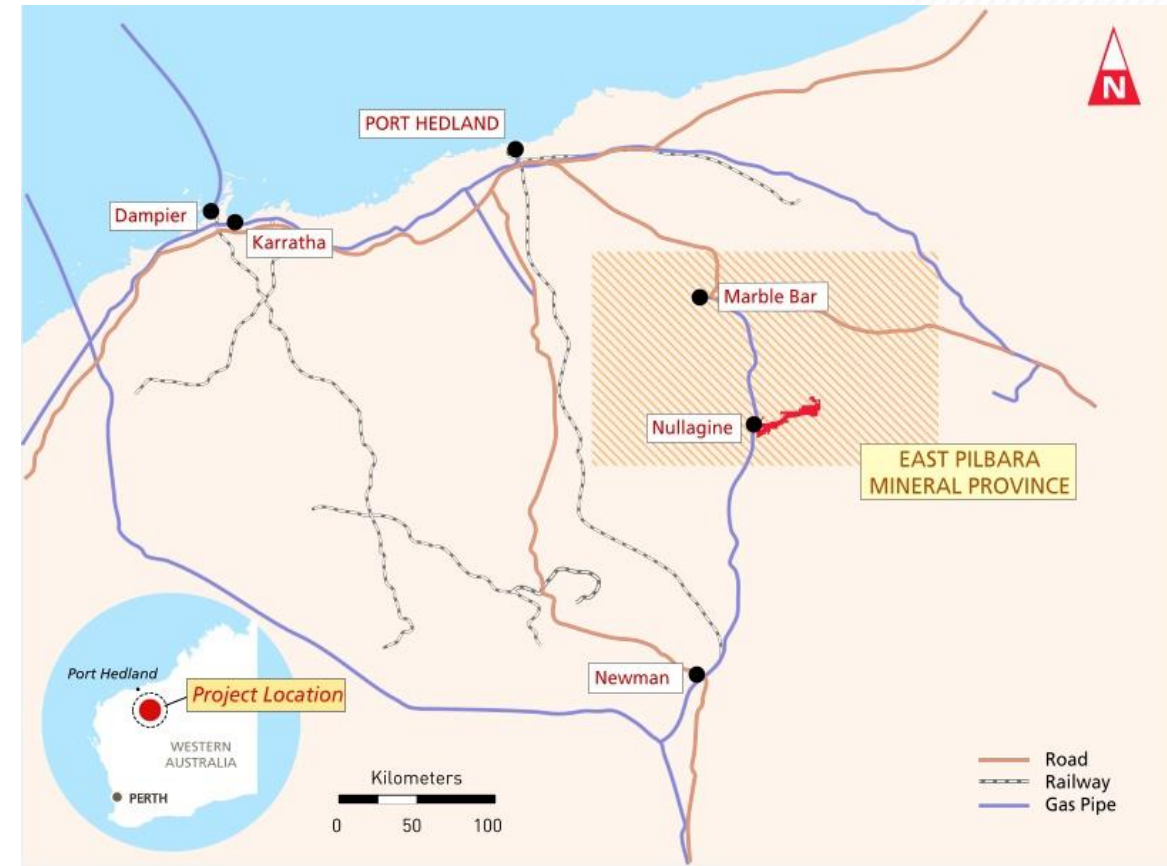 N
PORT HEDLAND
Dampier
Karratha
Marble Bar
Nullagine
EAST PILBARA
MINERAL PROVINCE
Newman
Port Hedland
Project Location
WESTERN
AUSTRALIA
PERTH
Kilometers
0 50 100
Road
Railway
Gas Pipe